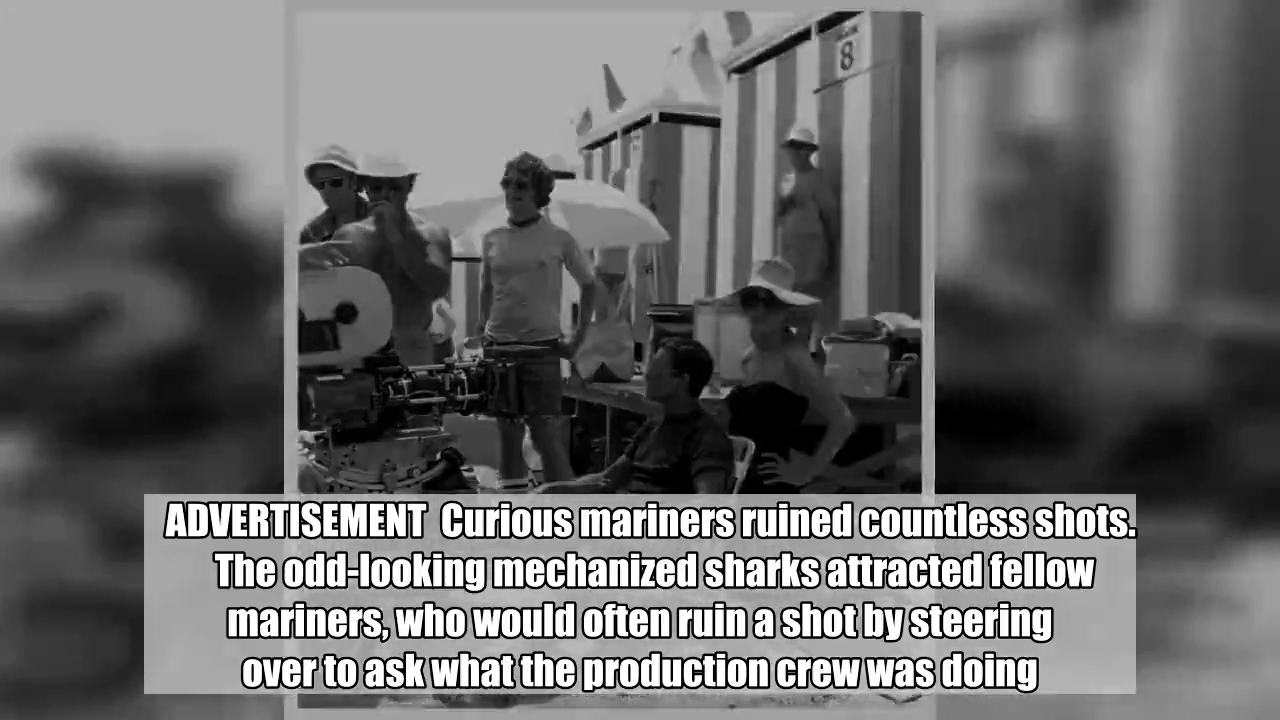 8
ADVERTISEMENT Curious mariners ruined countless shots.
The odd-looking mechanized sharks attracted fellow
mariners, who would often ruin a shot by steering
over to ask what the production crew was doing